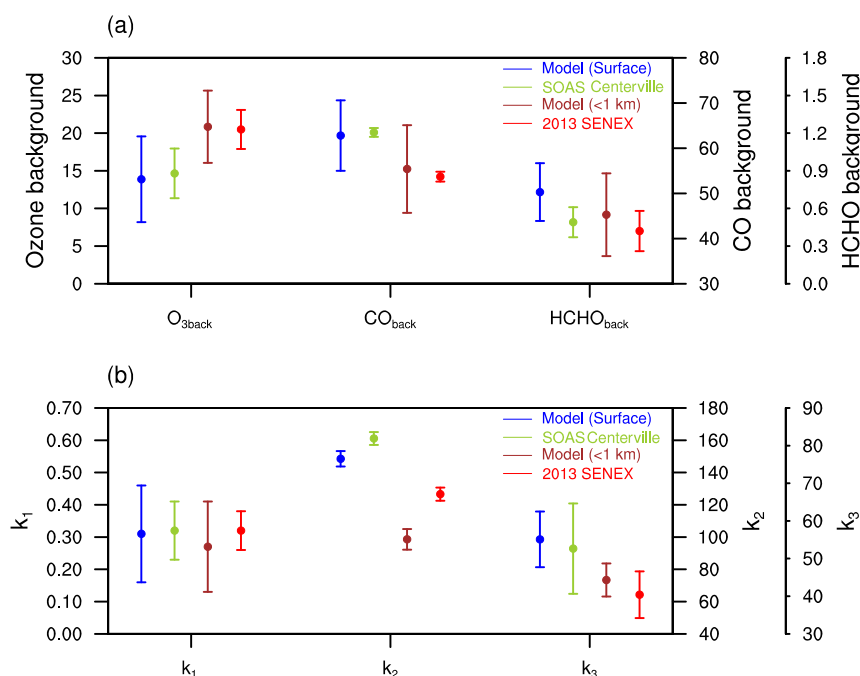 (a)
30
25
20
15
10
5
0
Ozone background
80
70
60
50
40
30
CO background
1.8
1.5
1.2
0.9
0.6
0.3
0.0
HCHO background
Model (Surface)
SOAS Centerville
Model (<1 km)
2013 SENEX
O3back
COback
HCHOback
(b)
0.70
0.60
0.50
0.40
0.30
0.20
0.10
0.00
k1
180
160
140
120
100
80
60
40
k2
90
80
70
60
50
40
30
k3
Model (Surface)
SOAS Centerville
Model (<1 km)
2013 SENEX
k1
k2
k3